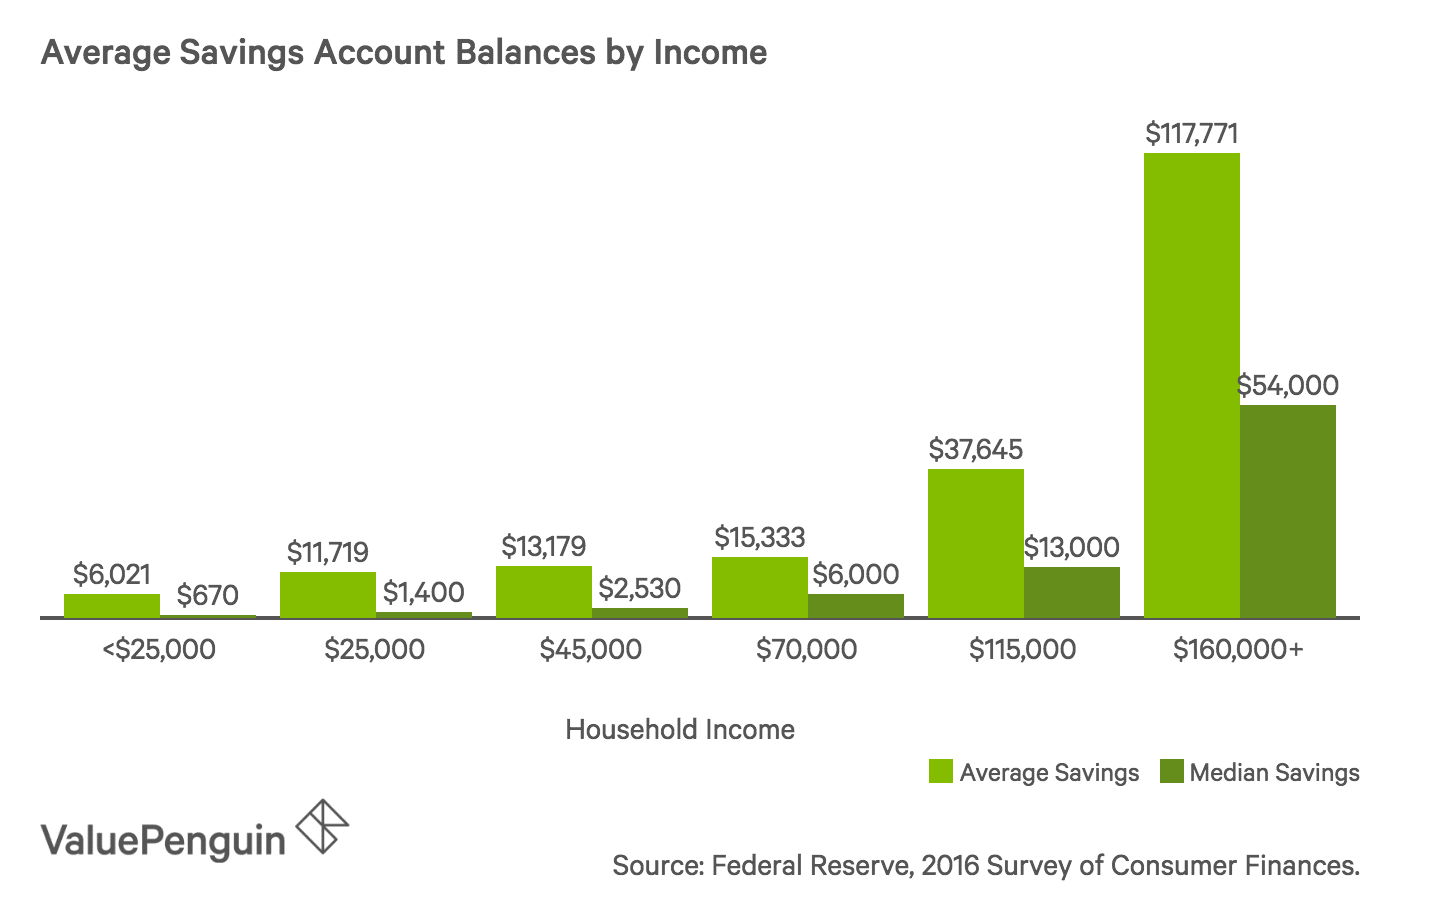 Average Savings Account Balances by Income
$117,771
$54,000
$37,645
$13,000
$15,333
$6,000
$13,179
$2,530
$11,719
$1,400
$6,021
$670
<$25,000 $25,000 $45,000 $70,000 $115,000 $160,000+
Household Income
Average Savings Median Savings
ValuePenguin
Source: Federal Reserve, 2016 Survey of Consumer Finances.